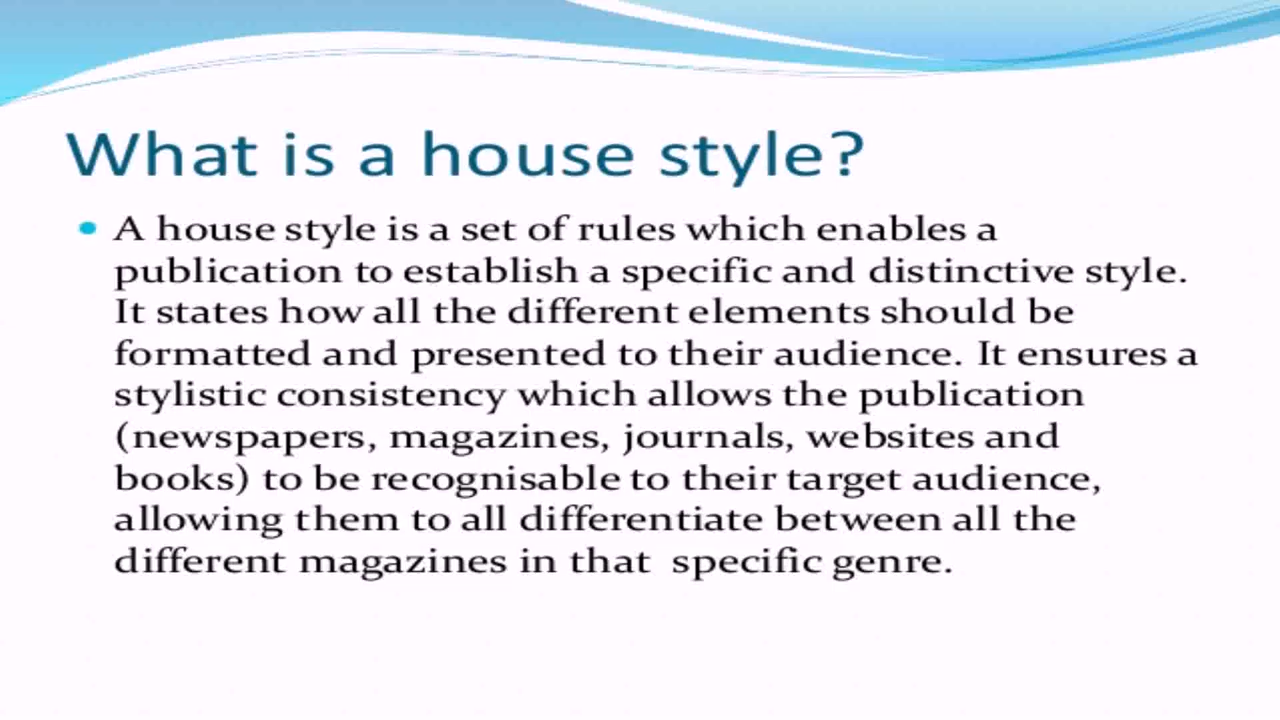 What is a house style?
• A house style is a set of rules which enables a
publication to establish a specific and distinctive style.
It states how all the different elements should be
formatted and presented to their audience. It ensures a
stylistic consistency which allows the publication
(newspapers, magazines, journals, websites and
books) to be recognisable to their target audience,
allowing them to all differentiate between all the
different magazines in that  specific genre.